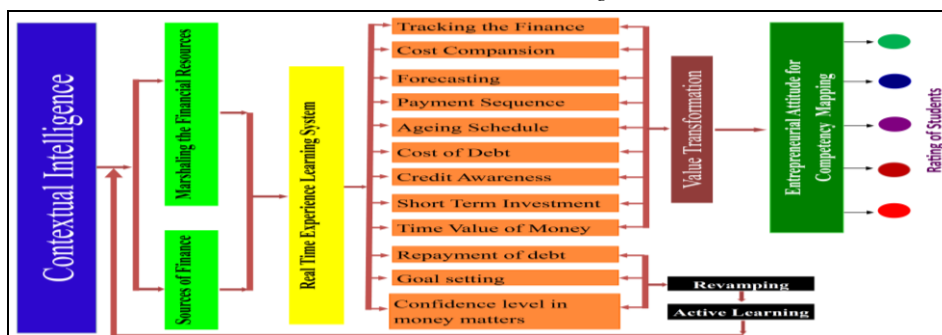 Contextual Intelligence
Marshaling the Financial Resources
Sources of Finance
Real Time Experience Learning System
Tracking the Finance
Cost Compansion
Forecasting
Payment Sequence
Ageing Schedule
Cost of Debt
Credit Awareness
Short Term Investment
Time Value of Money
Repayment of debt
Goal setting
Confidence level in
money matters
Value Transformation
Revamping
Active Learning
Entrepreneurial Attitude for
Competency Mapping
Rating of Students